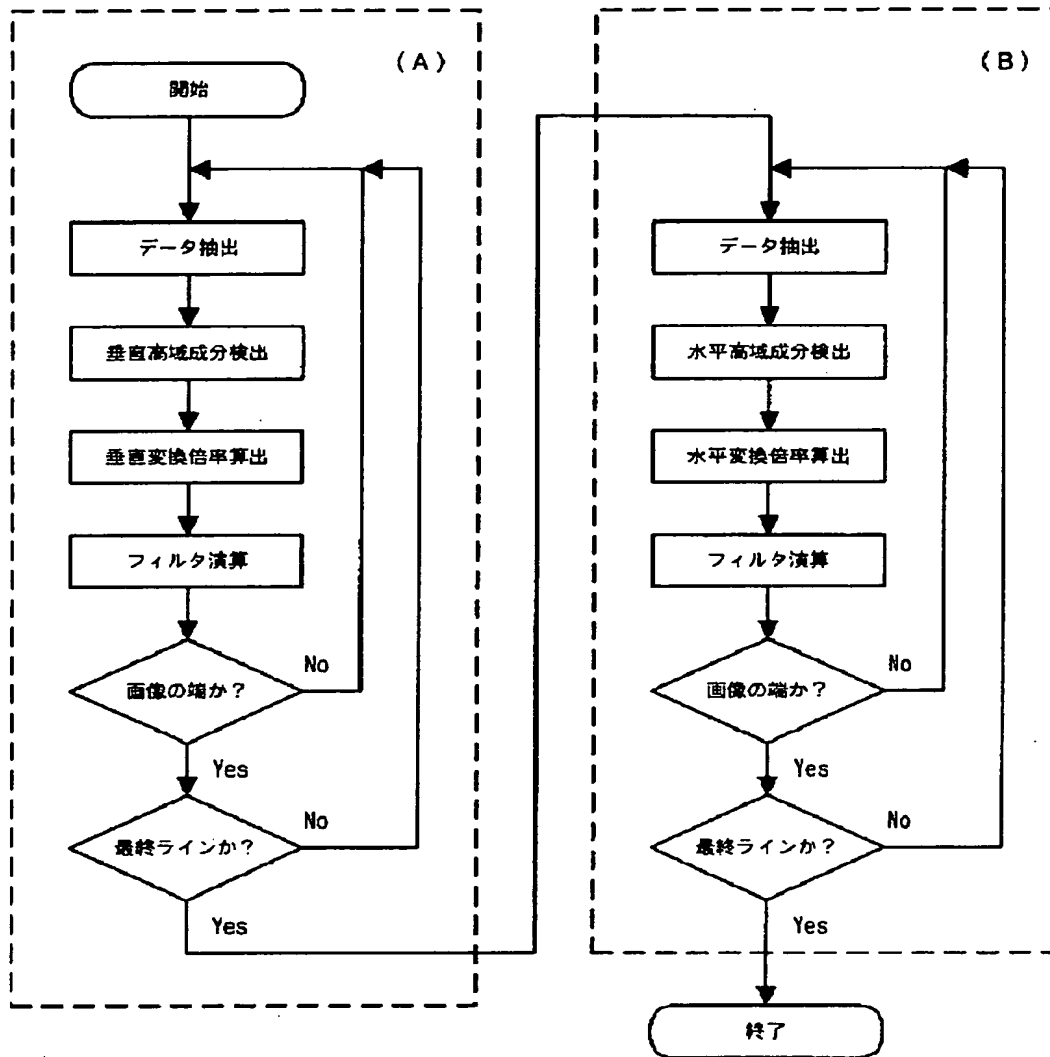 (A)
開始
データ抽出
垂直高域成分検出
垂直変換倍率算出
フィルタ演算
画像の端か？
No
Yes
最終ラインか？
No
Yes
(B)
データ抽出
水平高域成分検出
水平変換倍率算出
フィルタ演算
画像の端か？
No
Yes
最終ラインか？
No
Yes
終了